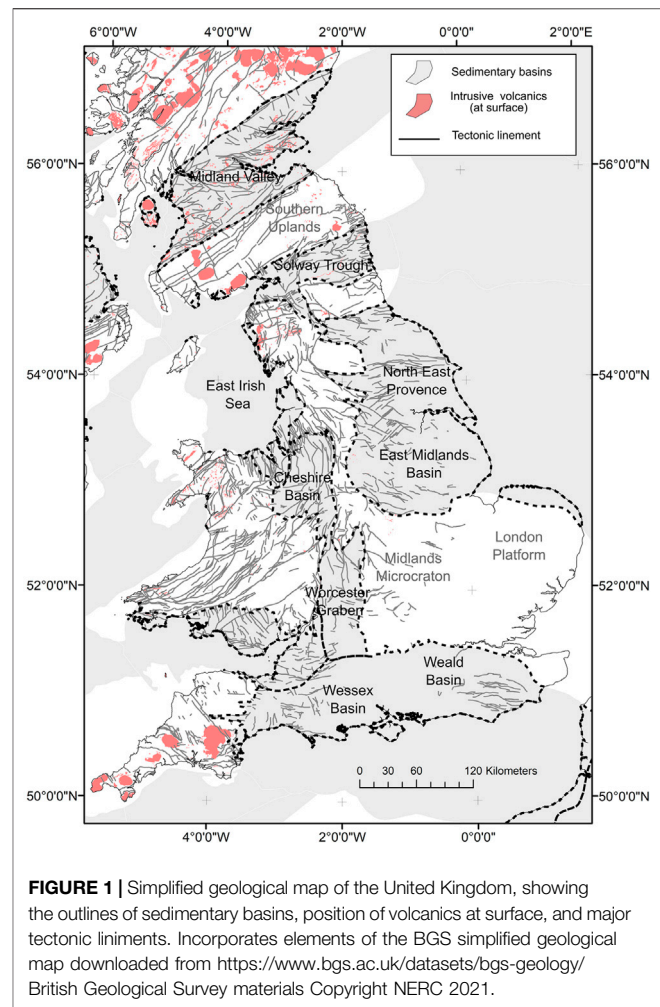 6°0'0"W 4°0'0"W 2°0'0"W 0°0'0" 2°0'0"E
Sedimentary basins
Intrusive volcanics
(at surface)
Tectonic linement
56°0'0"N 56°0'0"N
Midland Valley
Southern
Uplands
Solway Trough
54°0'0"N 54°0'0"N
East Irish
Sea
North East
Provence
East Midlands
Basin
Cheshire
Basin
London
Platform
Midlands
Microcraton
52°0'0"N 52°0'0"N
Worcester
Graben
Weald
Basin
Wessex
Basin
0 30 60 120 Kilometers
50°0'0"N 50°0'0"N
4°0'0"W 2°0'0"W 0°0'0"
FIGURE 1 | Simplified geological map of the United Kingdom, showing
the outlines of sedimentary basins, position of volcanics at surface, and major
tectonic liniments. Incorporates elements of the BGS simplified geological
map downloaded from https://www.bgs.ac.uk/datasets/bgs-geology/
British Geological Survey materials Copyright NERC 2021.